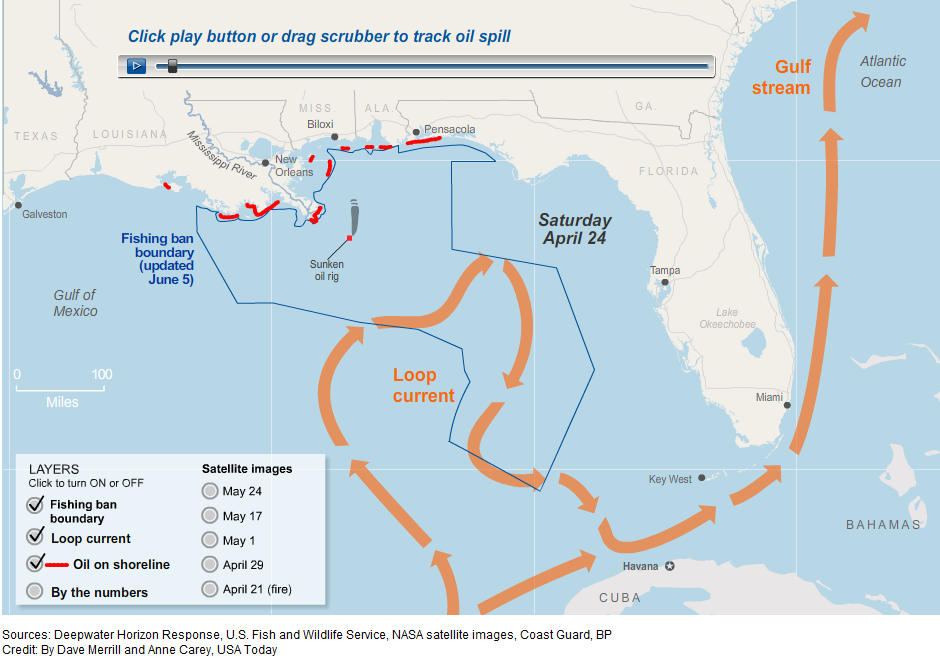 Click play button or drag scrubber to track oil spill
Gulf
stream
Atlantic
Ocean
MISS.
ALA.
GA.
Biloxi
Pensacola
TEXAS
LOUISIANA
Mississippi River
New
Orleans
FLORIDA
Galveston
Saturday
April 24
Fishing ban
boundary
(updated
June 5)
Sunken
oil rig
Tampa
Gulf of
Mexico
Lake
Okeechobee
0 100
Miles
Loop
current
Miami
LAYERS
Click to turn ON or OFF
Fishing ban
boundary
Loop current
Oil on shoreline
By the numbers
Satellite images
May 24
May 17
May 1
April 29
April 21 (fire)
Key West
BAHAMAS
Havana
CUBA
Sources: Deepwater Horizon Response, U.S. Fish and Wildlife Service, NASA satellite images, Coast Guard, BP
Credit: By Dave Merrill and Anne Carey, USA Today